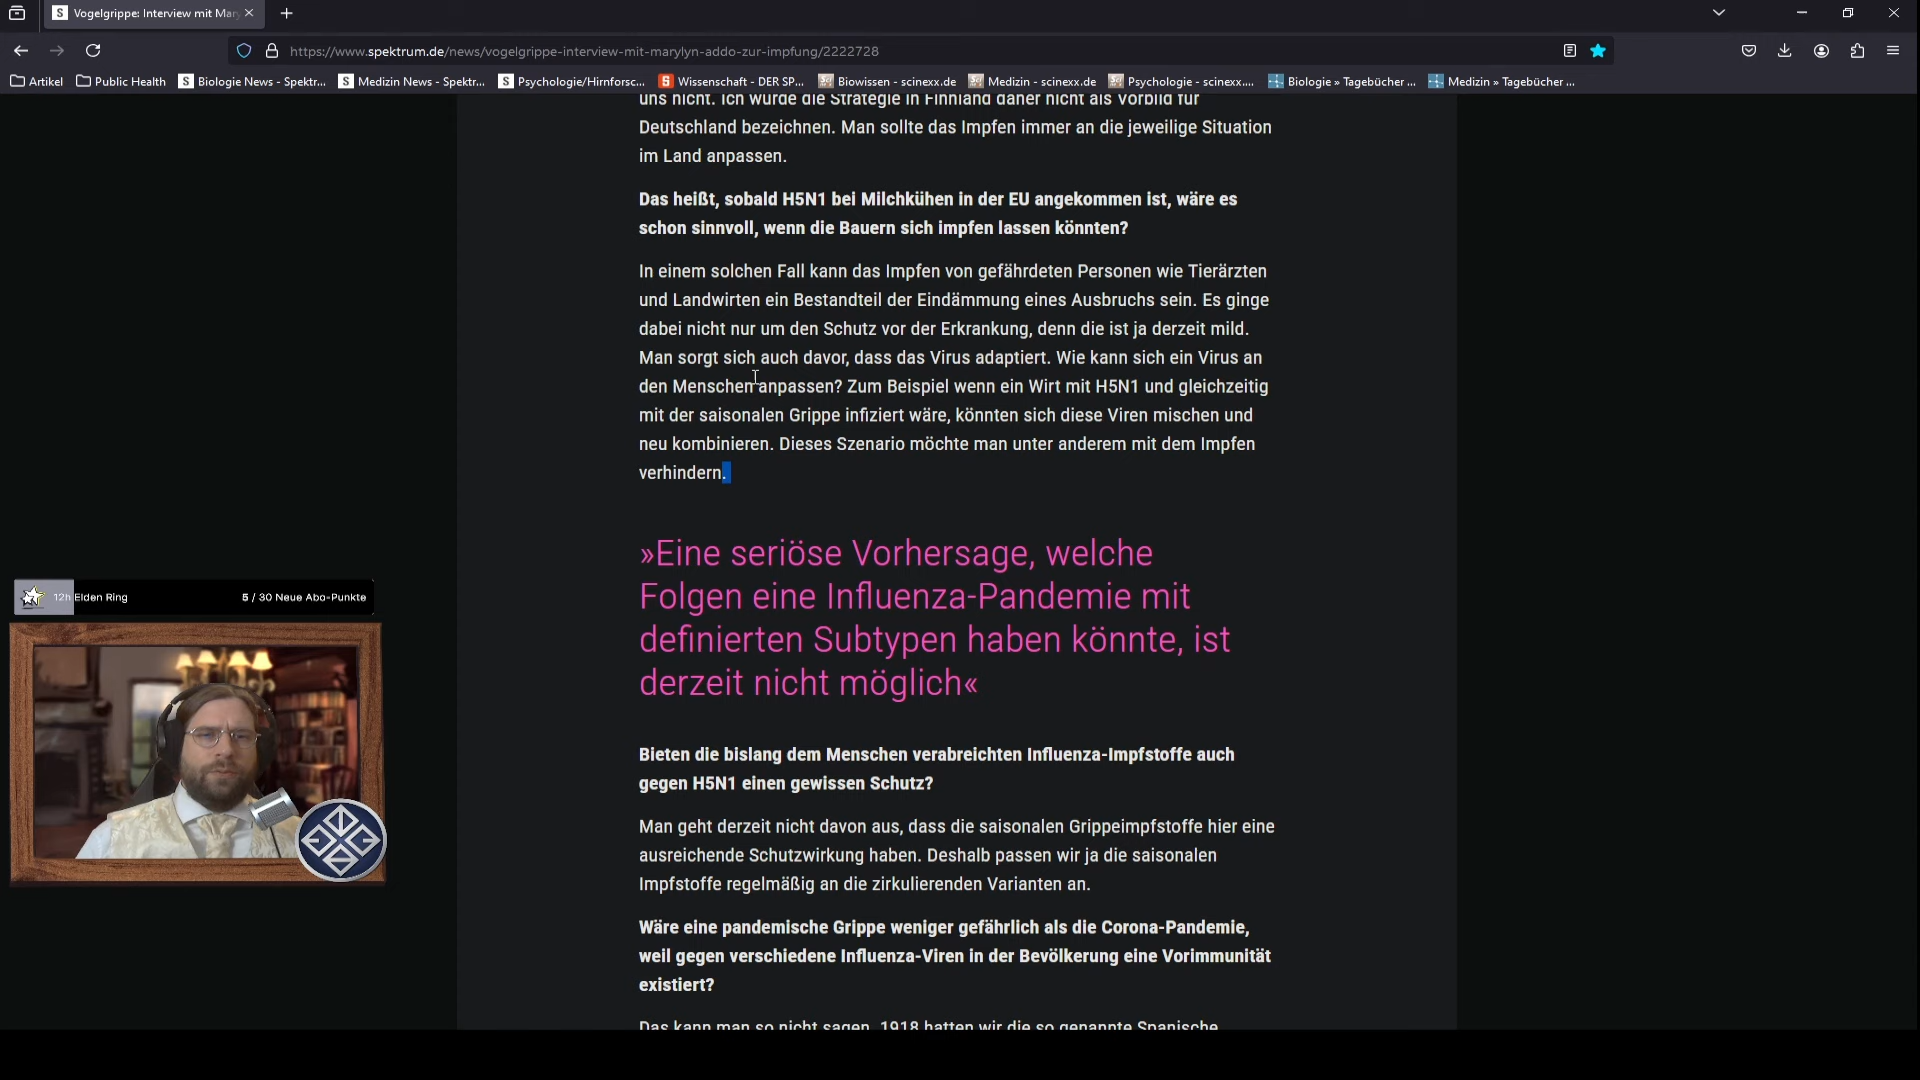 Vogelgrippe: Interview mit Mar
https://www.spektrum.de/news/vogelgrippe-interview-mit-marylyn-addo-zur-impfung/2222728
Artikel Public Health Biologie News - Spektr... Medizin News - Spektr... Psychologie/Hirnforsc... Wissenschaft - DER SP... Biowissen - scinexx.de Medizin - scinexx.de Psychologie - scinexx.... Biologie » Tagebücher ... Medizin » Tagebücher ...
uns nicht. Ich würde die Strategie in Finnland daher nicht als Vorbild für
Deutschland bezeichnen. Man sollte das Impfen immer an die jeweilige Situation
im Land anpassen.
Das heißt, sobald H5N1 bei Milchkühen in der EU angekommen ist, wäre es
schon sinnvoll, wenn die Bauern sich impfen lassen könnten?
In einem solchen Fall kann das Impfen von gefährdeten Personen wie Tierärzten
und Landwirten ein Bestandteil der Eindämmung eines Ausbruchs sein. Es ginge
dabei nicht nur um den Schutz vor der Erkrankung, denn die ist ja derzeit mild.
Man sorgt sich auch davor, dass das Virus adaptiert. Wie kann sich ein Virus an
den Menschen anpassen? Zum Beispiel wenn ein Wirt mit H5N1 und gleichzeitig
mit der saisonalen Grippe infiziert wäre, könnten sich diese Viren mischen und
neu kombinieren. Dieses Szenario möchte man unter anderem mit dem Impfen
verhindern.
»Eine seriöse Vorhersage, welche
Folgen eine Influenza-Pandemie mit
definierten Subtypen haben könnte, ist
derzeit nicht möglich«
12h Elden Ring 5 / 30 Neue Abo-Punkte
Bieten die bislang dem Menschen verabreichten Influenza-Impfstoffe auch
gegen H5N1 einen gewissen Schutz?
Man geht derzeit nicht davon aus, dass die saisonalen Grippeimpfstoffe hier eine
ausreichende Schutzwirkung haben. Deshalb passen wir ja die saisonalen
Impfstoffe regelmäßig an die zirkulierenden Varianten an.
Wäre eine pandemische Grippe weniger gefährlich als die Corona-Pandemie,
weil gegen verschiedene Influenza-Viren in der Bevölkerung eine Vorimmunität
existiert?
Das kann man so nicht sagen. 1918 hatten wir die so genannte Spanische